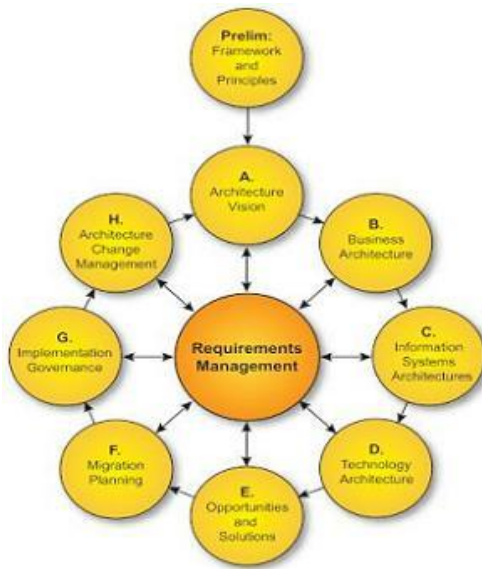 Prelim:
Framework
and
Principles
A.
Architecture
Vision
B.
Business
Architecture
C.
Information
Systems
Architectures
D.
Technology
Architecture
E.
Opportunities
and
Solutions
F.
Migration
Planning
G.
Implementation
Governance
H.
Architecture
Change
Management
Requirements
Management